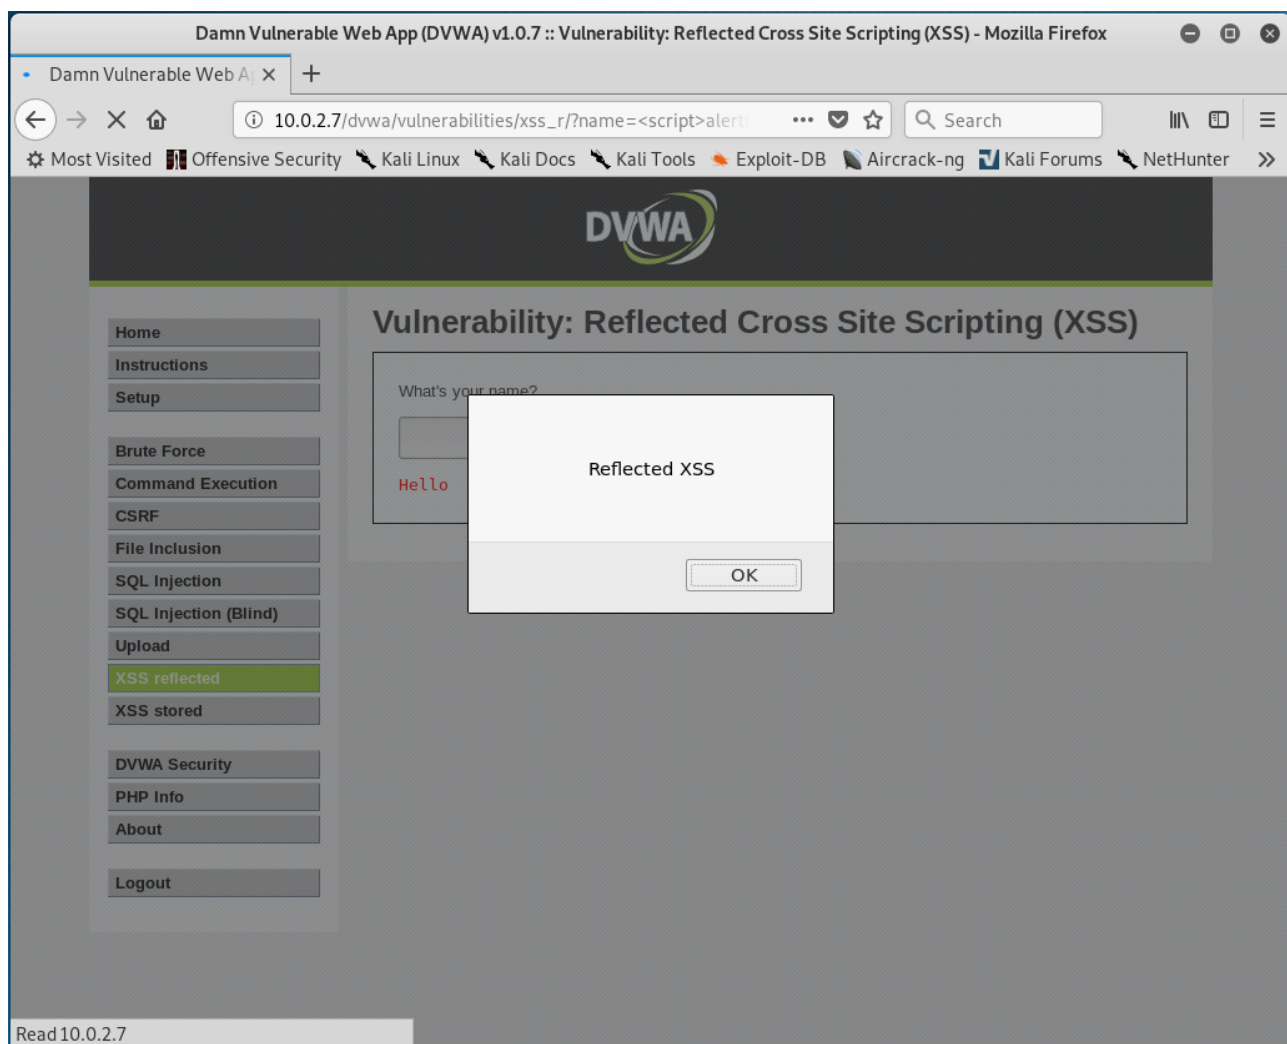 Damn Vulnerable Web App (DVWA) v1.0.7 :: Vulnerability: Reflected Cross Site Scripting (XSS) - Mozilla Firefox
Damn Vulnerable Web Ap
10.0.2.7/dvwa/vulnerabilities/xss_r/?name=<script>alert
Search
Most Visited Offensive Security Kali Linux Kali Docs Kali Tools Exploit-DB Aircrack-ng Kali Forums NetHunter
DVWA
Home
Instructions
Setup
Brute Force
Command Execution
CSRF
File Inclusion
SQL Injection
SQL Injection (Blind)
Upload
XSS reflected
XSS stored
DVWA Security
PHP Info
About
Logout
Vulnerability: Reflected Cross Site Scripting (XSS)
What's your name?
Hello
Reflected XSS
OK
Read 10.0.2.7